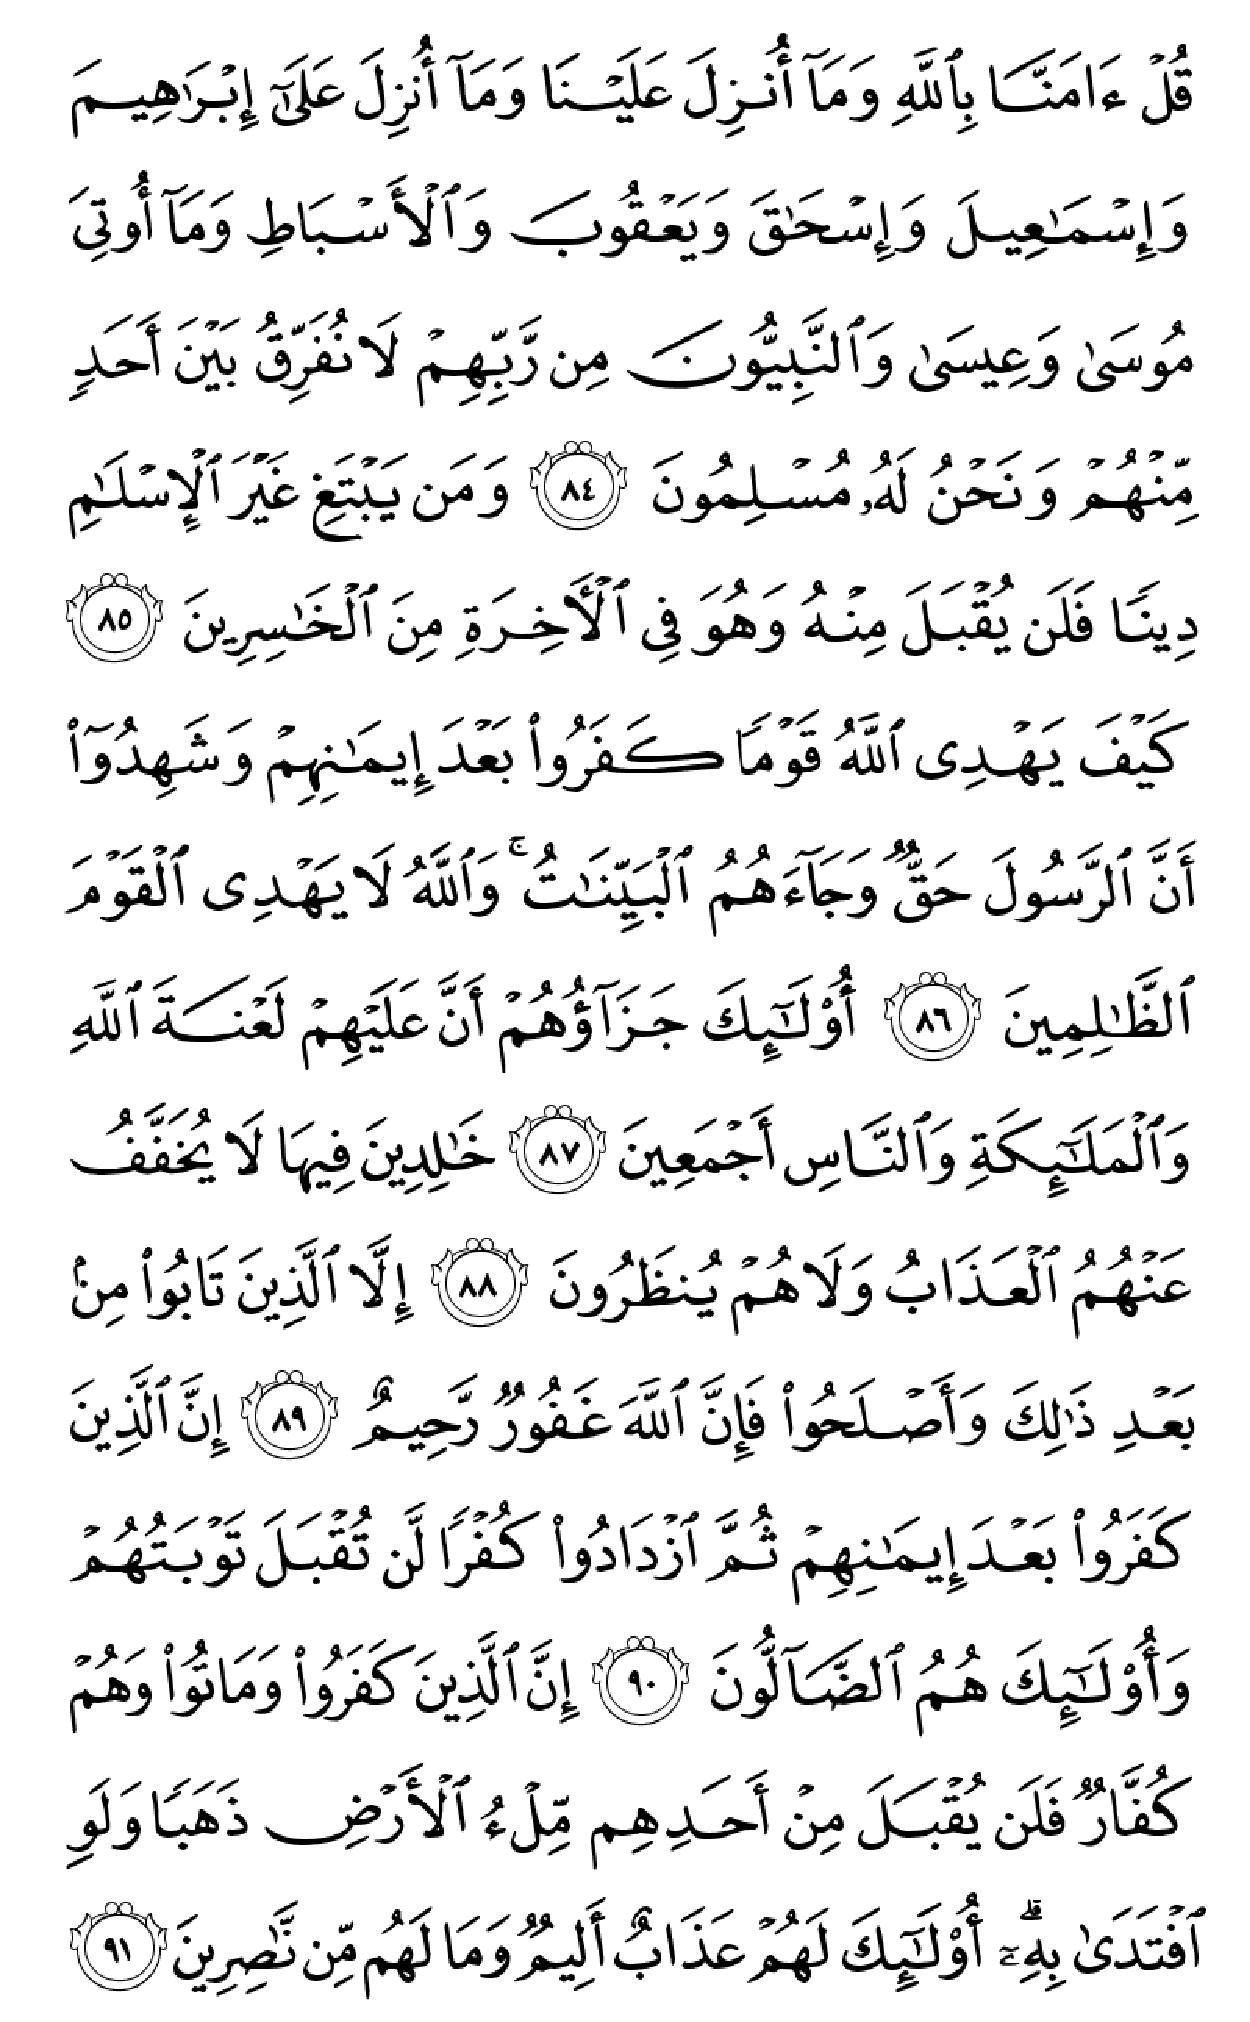 قُلْ ءَامَنَّا بِٱللَّهِ وَمَآ أُنزِلَ عَلَيْنَا وَمَآ أُنزِلَ عَلَىٰٓ إِبْرَٰهِيمَ
وَإِسْمَـٰعِيلَ وَإِسْحَـٰقَ وَيَعْقُوبَ وَٱلْأَسْبَاطِ وَمَآ أُوتِىَ
مُوسَىٰ وَعِيسَىٰ وَٱلنَّبِيُّونَ مِن رَّبِّهِمْ لَا نُفَرِّقُ بَيْنَ أَحَدٍ
مِّنْهُمْ وَنَحْنُ لَهُۥ مُسْلِمُونَ ٨٤ وَمَن يَبْتَغِ غَيْرَ ٱلْإِسْلَـٰمِ
دِينًا فَلَن يُقْبَلَ مِنْهُ وَهُوَ فِى ٱلْـَٔاخِرَةِ مِنَ ٱلْخَـٰسِرِينَ ٨٥
كَيْفَ يَهْدِى ٱللَّهُ قَوْمًا كَفَرُوا۟ بَعْدَ إِيمَـٰنِهِمْ وَشَهِدُوٓا۟
أَنَّ ٱلرَّسُولَ حَقٌّ وَجَآءَهُمُ ٱلْبَيِّنَـٰتُ ۚ وَٱللَّهُ لَا يَهْدِى ٱلْقَوْمَ
ٱلظَّـٰلِمِينَ ٨٦ أُو۟لَـٰٓئِكَ جَزَآؤُهُمْ أَنَّ عَلَيْهِمْ لَعْنَةَ ٱللَّهِ
وَٱلْمَلَـٰٓئِكَةِ وَٱلنَّاسِ أَجْمَعِينَ ٨٧ خَـٰلِدِينَ فِيهَا لَا يُخَفَّفُ
عَنْهُمُ ٱلْعَذَابُ وَلَا هُمْ يُنظَرُونَ ٨٨ إِلَّا ٱلَّذِينَ تَابُوا۟ مِنۢ
بَعْدِ ذَٰلِكَ وَأَصْلَحُوا۟ فَإِنَّ ٱللَّهَ غَفُورٌ رَّحِيمٌ ٨٩ إِنَّ ٱلَّذِينَ
كَفَرُوا۟ بَعْدَ إِيمَـٰنِهِمْ ثُمَّ ٱزْدَادُوا۟ كُفْرًا لَّن تُقْبَلَ تَوْبَتُهُمْ
وَأُو۟لَـٰٓئِكَ هُمُ ٱلضَّآلُّونَ ٩٠ إِنَّ ٱلَّذِينَ كَفَرُوا۟ وَمَاتُوا۟ وَهُمْ
كُفَّارٌ فَلَن يُقْبَلَ مِنْ أَحَدِهِم مِّلْءُ ٱلْأَرْضِ ذَهَبًا وَلَوِ
ٱفْتَدَىٰ بِهِۦٓ ۗ أُو۟لَـٰٓئِكَ لَهُمْ عَذَابٌ أَلِيمٌ وَمَا لَهُم مِّن نَّـٰصِرِينَ ٩١